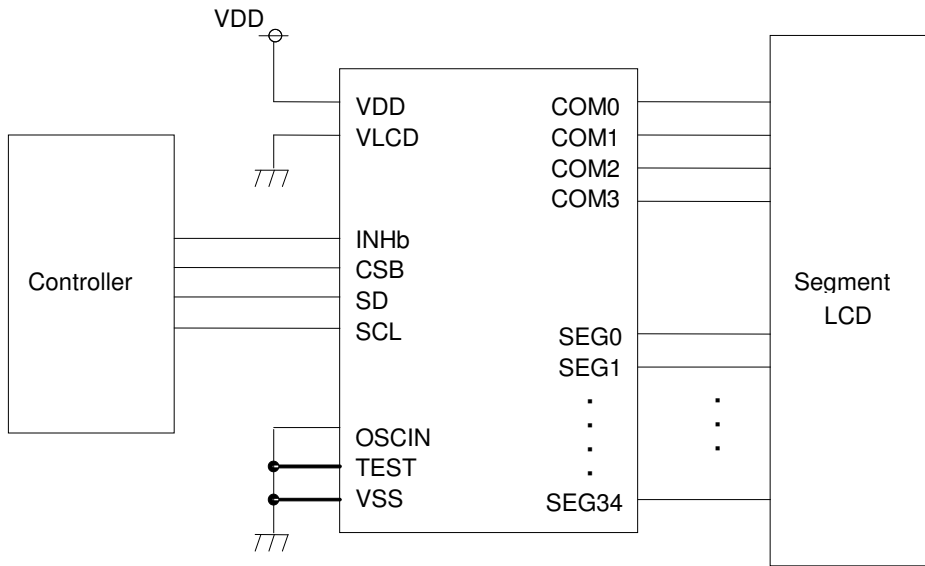 VDD
VDD
VLCD
INHb
CSB
SD
SCL
OSCIN
TEST
VSS
COM0
COM1
COM2
COM3
SEG0
SEG1
SEG34
Controller
Segment
LCD